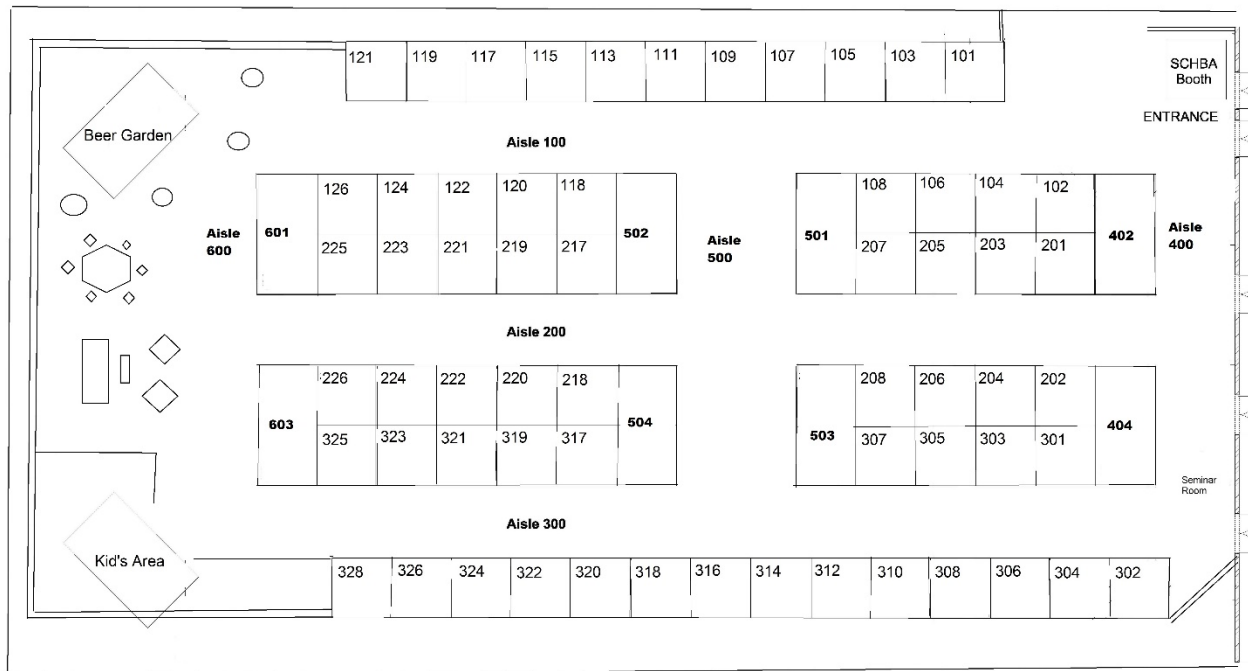 121 119 117 115 113 111 109 107 105 103 101
SCHBA
Booth
ENTRANCE
Beer Garden
Aisle 100
126 124 122 120 118
108 106 104 102
Aisle
600
601
502
Aisle
500
501
402
Aisle
400
225 223 221 219 217
207 205 203 201
Aisle 200
226 224 222 220 218
208 206 204 202
603
504
503
404
325 323 321 319 317
307 305 303 301
Seminar
Room
Aisle 300
Kid's Area
328 326 324 322 320 318 316 314 312 310 308 306 304 302